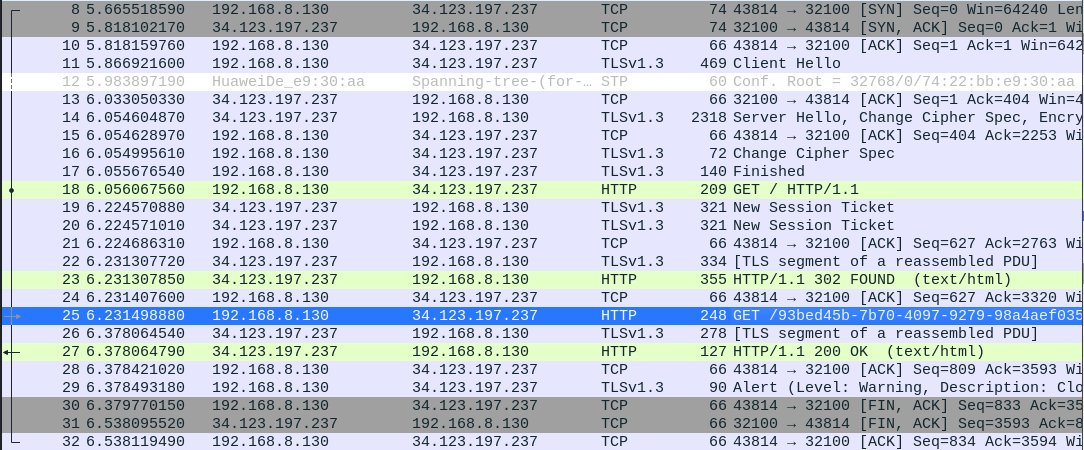 8 5.665518590 192.168.8.130 34.123.197.237 TCP 74 43814 → 32100 [SYN] Seq=0 Win=64240 Len
9 5.818102170 34.123.197.237 192.168.8.130 TCP 74 32100 → 43814 [SYN, ACK] Seq=0 Ack=1 Wi
10 5.818159760 192.168.8.130 34.123.197.237 TCP 66 43814 → 32100 [ACK] Seq=1 Ack=1 Win=642
11 5.866921600 192.168.8.130 34.123.197.237 TLSv1.3 469 Client Hello
12 5.983897190 HuaweiDe_e9:30:aa Spanning-tree-(for-… STP 60 Conf. Root = 32768/0/74:22:bb:e9:30:aa
13 6.033050330 34.123.197.237 192.168.8.130 TCP 66 32100 → 43814 [ACK] Seq=1 Ack=404 Win=4
14 6.054604870 34.123.197.237 192.168.8.130 TLSv1.3 2318 Server Hello, Change Cipher Spec, Encry
15 6.054628970 192.168.8.130 34.123.197.237 TCP 66 43814 → 32100 [ACK] Seq=404 Ack=2253 Wi
16 6.054995610 192.168.8.130 34.123.197.237 TLSv1.3 72 Change Cipher Spec
17 6.055676540 192.168.8.130 34.123.197.237 TLSv1.3 140 Finished
18 6.056067560 192.168.8.130 34.123.197.237 HTTP 209 GET / HTTP/1.1
19 6.224570880 34.123.197.237 192.168.8.130 TLSv1.3 321 New Session Ticket
20 6.224571010 34.123.197.237 192.168.8.130 TLSv1.3 321 New Session Ticket
21 6.224686310 192.168.8.130 34.123.197.237 TCP 66 43814 → 32100 [ACK] Seq=627 Ack=2763 Wi
22 6.231307720 34.123.197.237 192.168.8.130 TLSv1.3 334 [TLS segment of a reassembled PDU]
23 6.231307850 34.123.197.237 192.168.8.130 HTTP 355 HTTP/1.1 302 FOUND (text/html)
24 6.231407600 192.168.8.130 34.123.197.237 TCP 66 43814 → 32100 [ACK] Seq=627 Ack=3320 Wi
25 6.231498880 192.168.8.130 34.123.197.237 HTTP 248 GET /93bed45b-7b70-4097-9279-98a4aef035
26 6.378064540 34.123.197.237 192.168.8.130 TLSv1.3 278 [TLS segment of a reassembled PDU]
27 6.378064790 34.123.197.237 192.168.8.130 HTTP 127 HTTP/1.1 200 OK (text/html)
28 6.378421020 192.168.8.130 34.123.197.237 TCP 66 43814 → 32100 [ACK] Seq=809 Ack=3593 Wi
29 6.378493180 192.168.8.130 34.123.197.237 TLSv1.3 90 Alert (Level: Warning, Description: Clo
30 6.379770150 192.168.8.130 34.123.197.237 TCP 66 43814 → 32100 [FIN, ACK] Seq=833 Ack=35
31 6.538095520 34.123.197.237 192.168.8.130 TCP 66 32100 → 43814 [FIN, ACK] Seq=3593 Ack=8
32 6.538119490 192.168.8.130 34.123.197.237 TCP 66 43814 → 32100 [ACK] Seq=834 Ack=3594 Wi